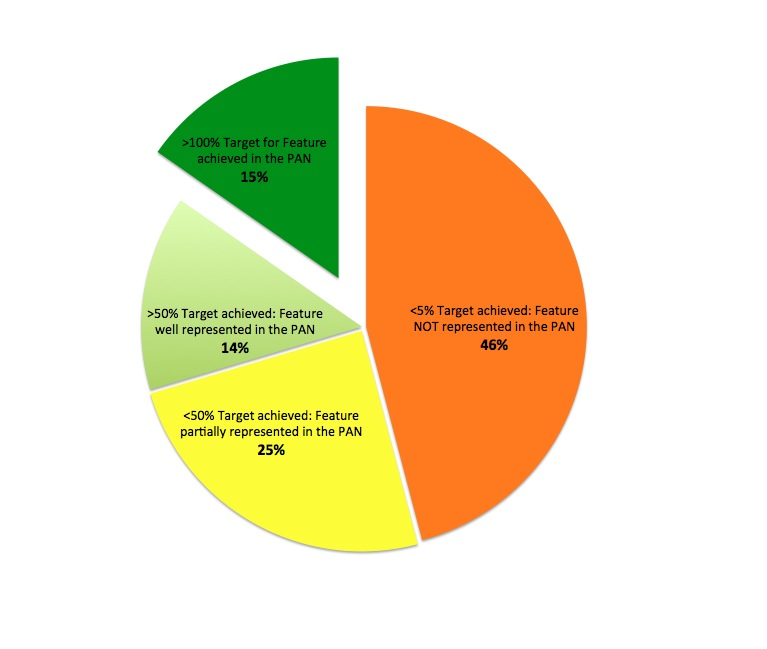 >100% Target for Feature
achieved in the PAN
15%
<5% Target achieved: Feature
NOT represented in the PAN
46%
>50% Target achieved: Feature
well represented in the PAN
14%
<50% Target achieved: Feature
partially represented in the PAN
25%